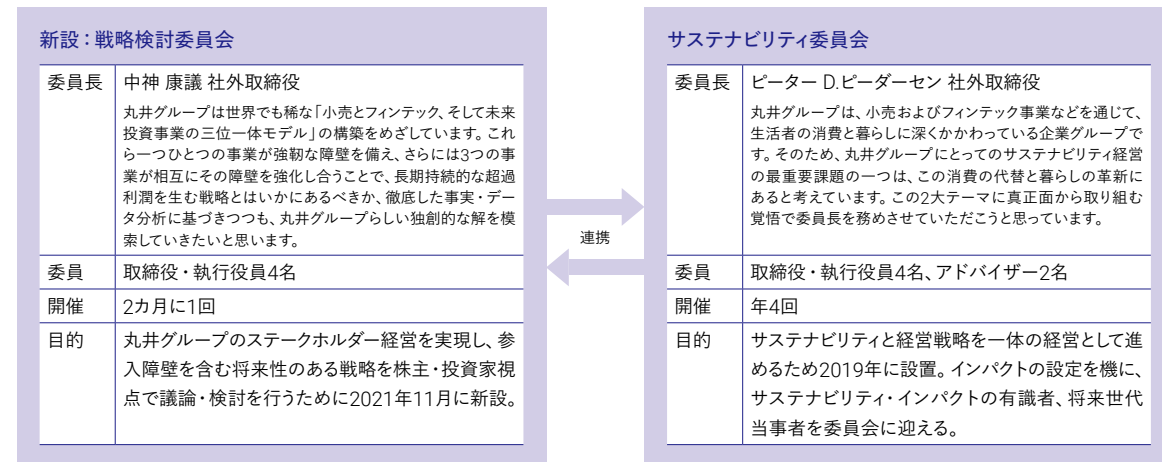 新設：戦略検討委員会
委員長 中神 康議 社外取締役
丸井グループは世界でも稀な「小売とフィンテック、そして未来
投資事業の三位一体モデル」の構築をめざしています。これ
ら一つひとつの事業が強靭な障壁を備え、さらには3つの事
業が相互にその障壁を強化し合うことで、長期持続的な超過
利潤を生む戦略とはいかにあるべきか、徹底した事実・デー
タ分析に基づきつつも、丸井グループらしい独創的な解を模
索していきたいと思います。
委員 取締役・執行役員4名
開催 2カ月に1回
目的 丸井グループのステークホルダー経営を実現し、参
入障壁を含む将来性のある戦略を株主・投資家視
点で議論・検討を行うために2021年11月に新設。
連携
サステナビリティ委員会
委員長 ピーター D.ピーダーセン 社外取締役
丸井グループは、小売およびフィンテック事業などを通じて、
生活者の消費と暮らしに深くかかわっている企業グループで
す。そのため、丸井グループにとってのサステナビリティ経営
の最重要課題の一つは、この消費の代替と暮らしの革新に
あると考えています。この2大テーマに真正面から取り組む
覚悟で委員長を務めさせていただこうと思っています。
委員 取締役・執行役員4名、アドバイザー2名
開催 年4回
目的 サステナビリティと経営戦略を一体の経営として進
めるため2019年に設置。インパクトの設定を機に、
サステナビリティ・インパクトの有識者、将来世代
当事者を委員会に迎える。